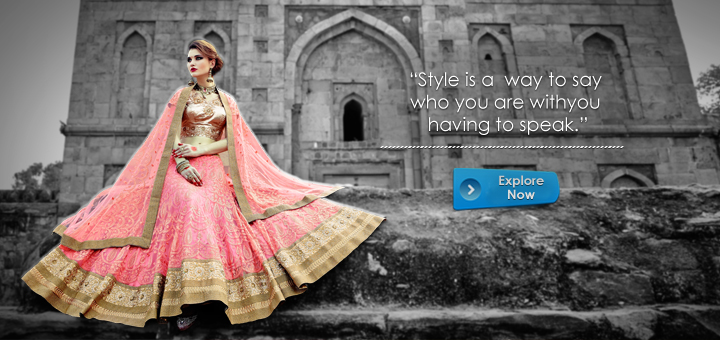 “Style is a way to say
who you are withyou
having to speak.”
Explore
Now